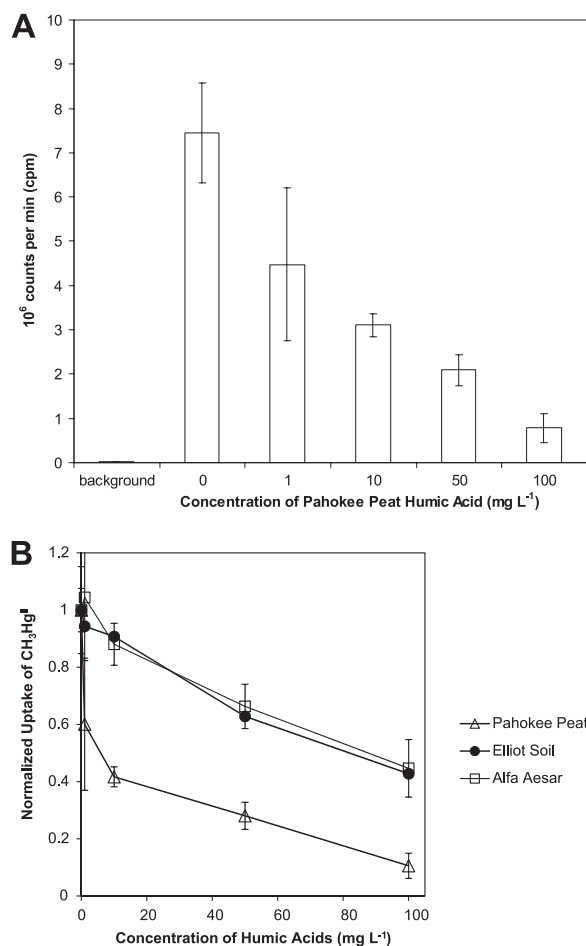 A
10
9
8
7
6
5
4
3
2
1
0
10⁶ counts per min (cpm)
background 0 1 10 50 100
Concentration of Pahokee Peat Humic Acid (mg L⁻¹)
B
1.2
1
0.8
0.6
0.4
0.2
0
Normalized Uptake of CH₃Hgᴵᴵ
0 20 40 60 80 100
Concentration of Humic Acids (mg L⁻¹)
Pahokee Peat
Elliot Soil
Alfa Aesar